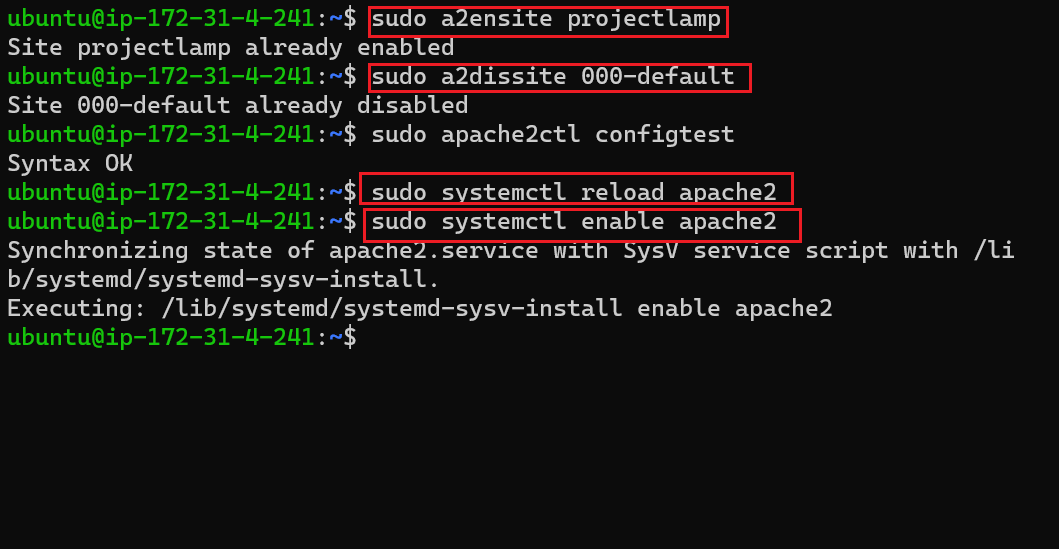 ubuntu@ip-172-31-4-241:~$ sudo a2ensite projectlamp
Site projectlamp already enabled
ubuntu@ip-172-31-4-241:~$ sudo a2dissite 000-default
Site 000-default already disabled
ubuntu@ip-172-31-4-241:~$ sudo apache2ctl configtest
Syntax OK
ubuntu@ip-172-31-4-241:~$ sudo systemctl reload apache2
ubuntu@ip-172-31-4-241:~$ sudo systemctl enable apache2
Synchronizing state of apache2.service with SysV service script with /li
b/systemd/systemd-sysv-install.
Executing: /lib/systemd/systemd-sysv-install enable apache2
ubuntu@ip-172-31-4-241:~$